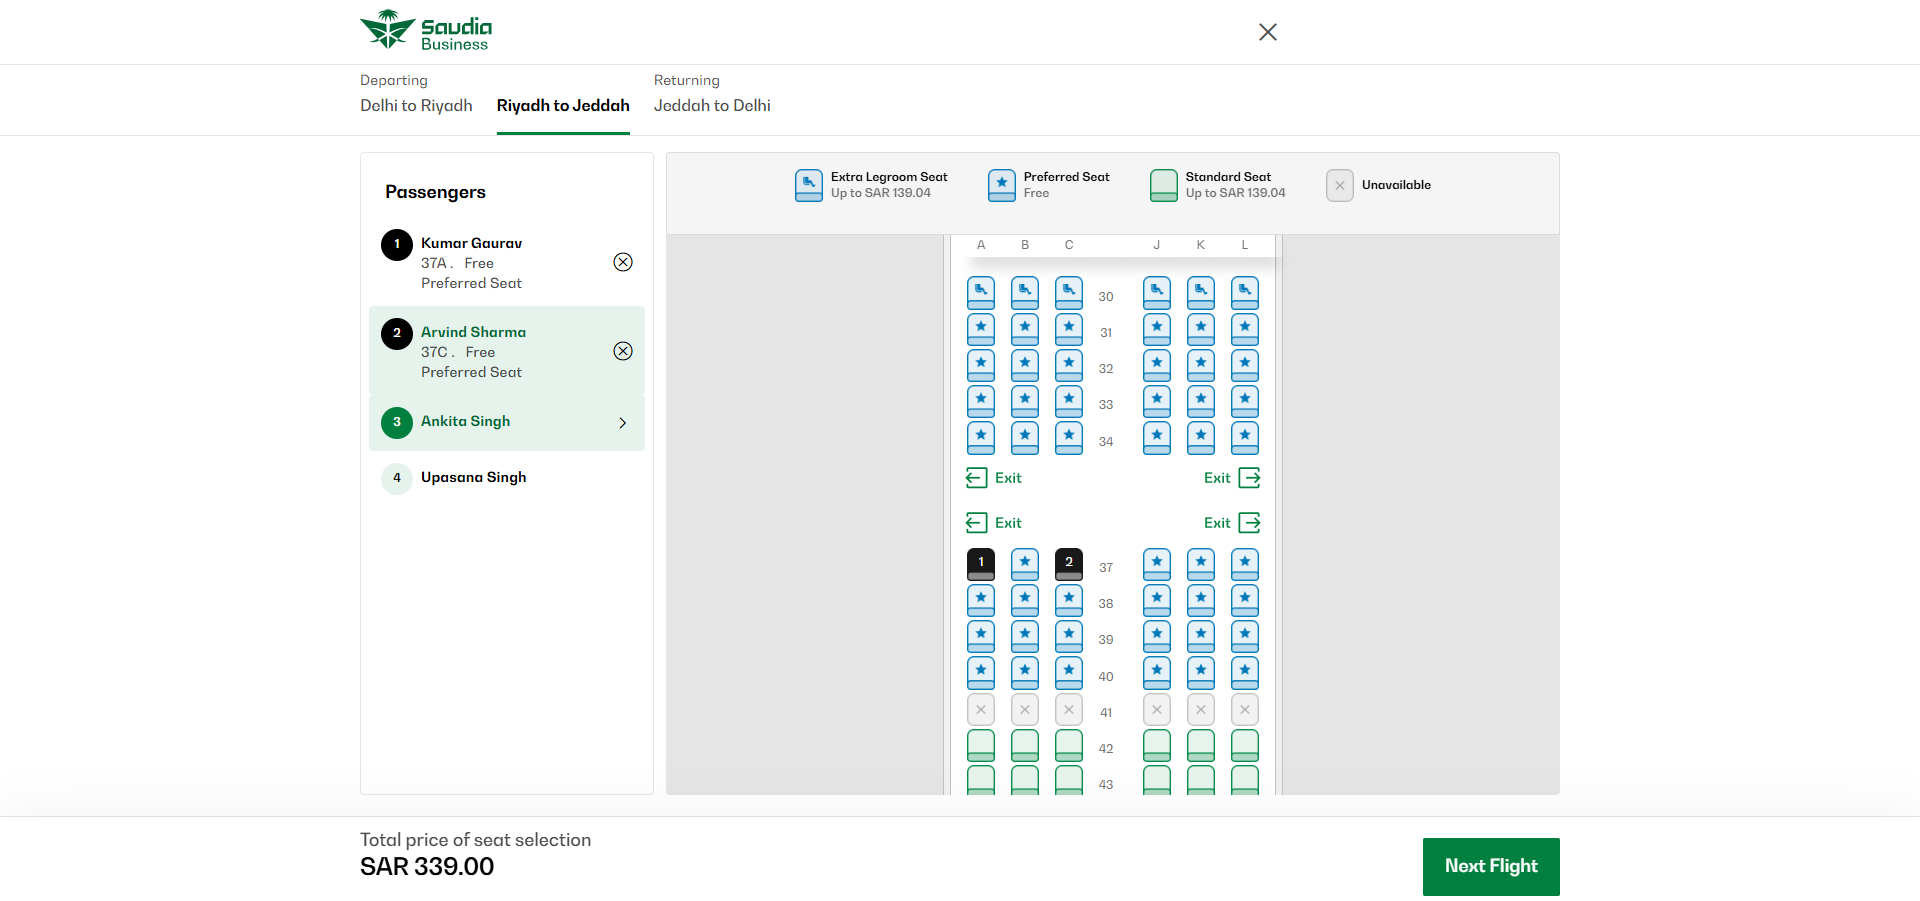 Saudia
Business
Departing
Returning
Delhi to Riyadh
Riyadh to Jeddah
Jeddah to Delhi
Passengers
1 Kumar Gaurav
37A . Free
Preferred Seat
2 Arvind Sharma
37C . Free
Preferred Seat
3 Ankita Singh
4 Upasana Singh
Extra Legroom Seat
Up to SAR 139.04
Preferred Seat
Free
Standard Seat
Up to SAR 139.04
Unavailable
A B C J K L
30
31
32
33
34
Exit Exit
Exit Exit
1 2 37
38
39
40
41
42
43
Total price of seat selection
SAR 339.00
Next Flight